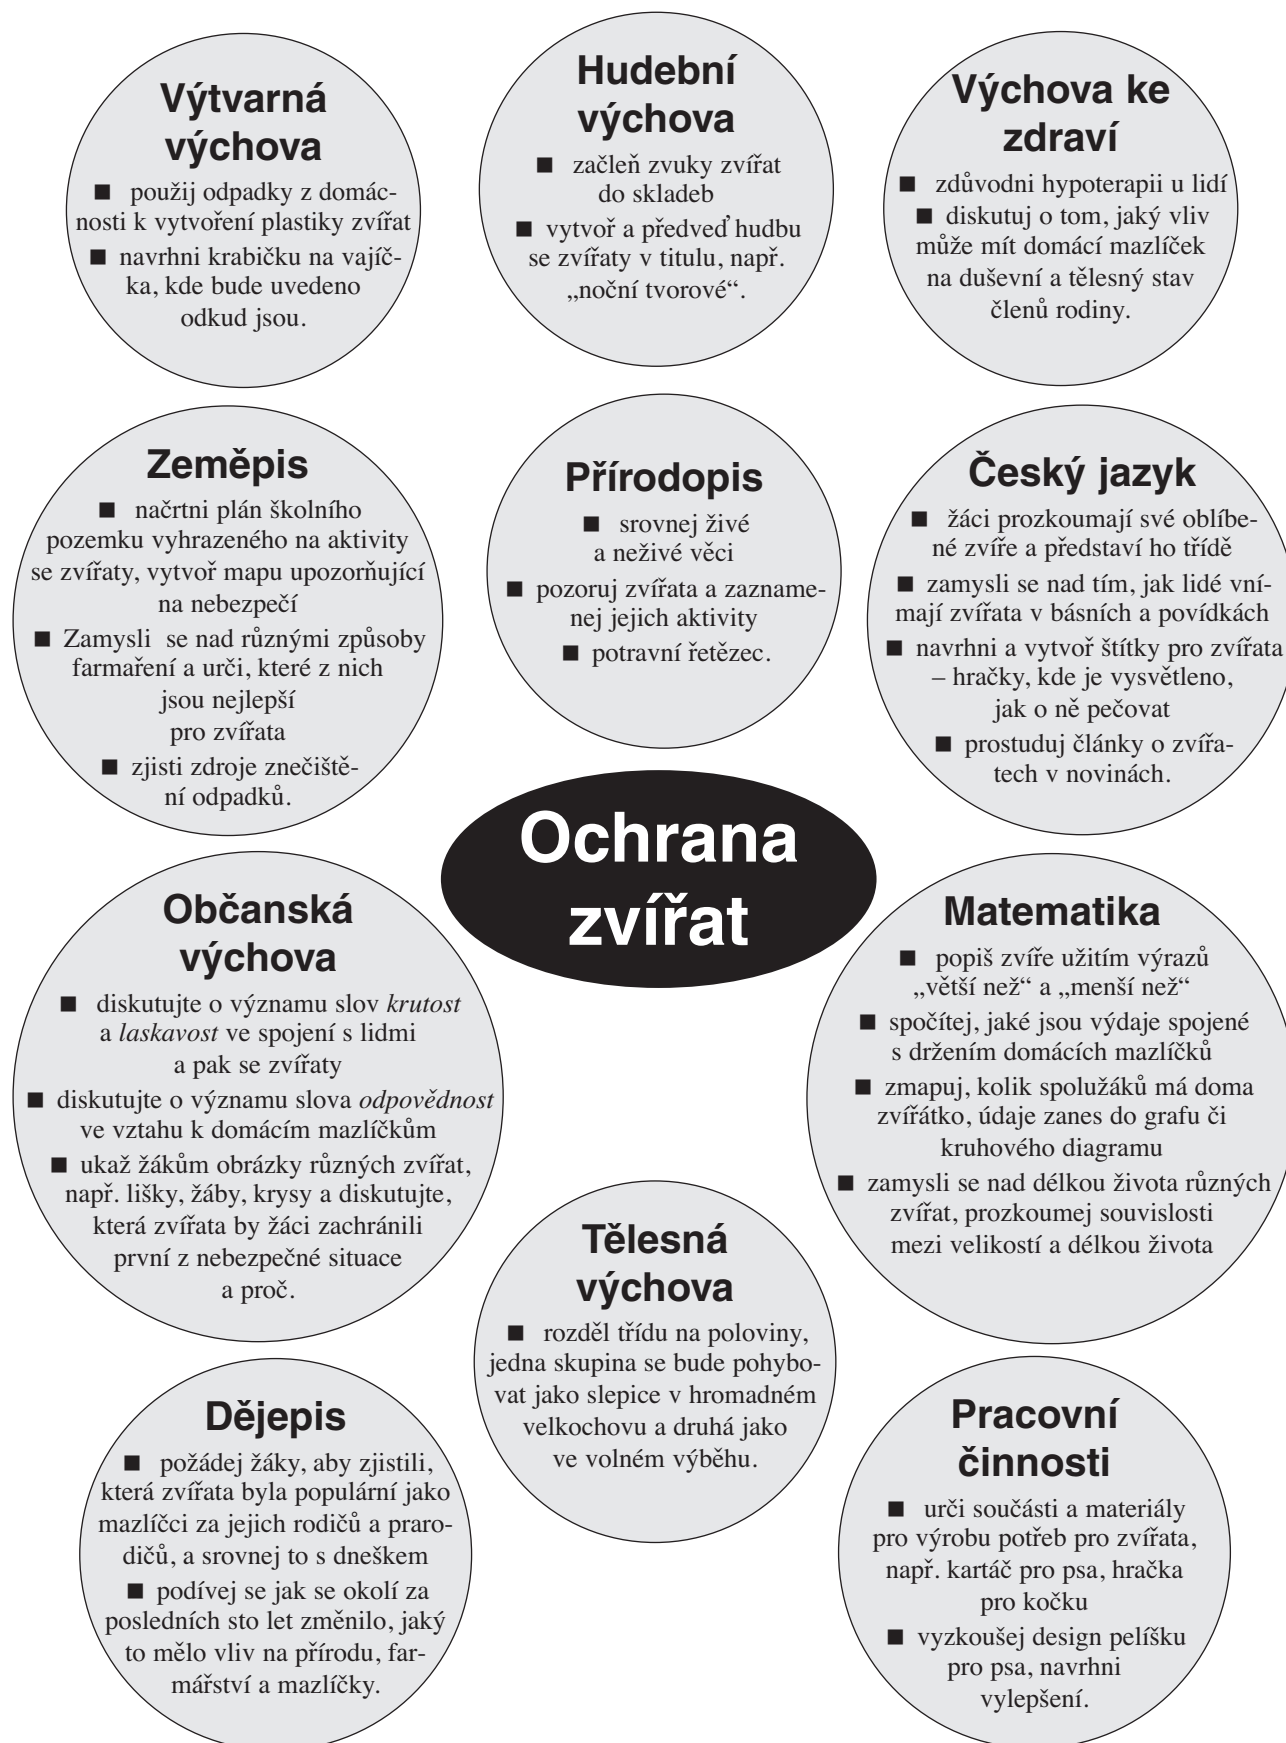 Výtvarná
výchova
■ použij odpadky z domác-
nosti k vytvoření plastiky zvířat
■ navrhni krabičku na vajíč-
ka, kde bude uvedeno
odkud jsou.
Hudební
výchova
■ začleň zvuky zvířat
do skladeb
■ vytvoř a předveď hudbu
se zvířaty v titulu, např.
„noční tvorové“.
Výchova ke
zdraví
■ zdůvodni hypoterapii u lidí
■ diskutuj o tom, jaký vliv
může mít domácí mazlíček
na duševní a tělesný stav
členů rodiny.
Zeměpis
■ načrtni plán školního
pozemku vyhrazeného na aktivity
se zvířaty, vytvoř mapu upozorňující
na nebezpečí
■ Zamysli se nad různými způsoby
farmaření a urči, které z nich
jsou nejlepší
pro zvířata
■ zjisti zdroje znečiště-
ní odpadků.
Přírodopis
■ srovnej živé
a neživé věci
■ pozoruj zvířata a zazname-
nej jejich aktivity
■ potravní řetězec.
Český jazyk
■ žáci prozkoumají své oblíbe-
né zvíře a představí ho třídě
■ zamysli se nad tím, jak lidé vní-
mají zvířata v básních a povídkách
■ navrhni a vytvoř štítky pro zvířata
– hračky, kde je vysvětleno,
jak o ně pečovat
■ prostuduj články o zvířa-
tech v novinách.
Ochrana
zvířat
Občanská
výchova
■ diskutujte o významu slov krutost
a laskavost ve spojení s lidmi
a pak se zvířaty
■ diskutujte o významu slova odpovědnost
ve vztahu k domácím mazlíčkům
■ ukaž žákům obrázky různých zvířat,
např. lišky, žáby, krysy a diskutujte,
která zvířata by žáci zachránili
první z nebezpečné situace
a proč.
Matematika
■ popiš zvíře užitím výrazů
„větší než“ a „menší než“
■ spočítej, jaké jsou výdaje spojené
s držením domácích mazlíčků
■ zmapuj, kolik spolužáků má doma
zvířátko, údaje zanes do grafu či
kruhového diagramu
■ zamysli se nad délkou života různých
zvířat, prozkoumej souvislosti
mezi velikostí a délkou života
Tělesná
výchova
■ rozděl třídu na poloviny,
jedna skupina se bude pohybo-
vat jako slepice v hromadném
velkochovu a druhá jako
ve volném výběhu.
Dějepis
■ požádej žáky, aby zjistili,
která zvířata byla populární jako
mazlíčci za jejich rodičů a praro-
dičů, a srovnej to s dneškem
■ podívej se jak se okolí za
posledních sto let změnilo, jaký
to mělo vliv na přírodu, far-
mářství a mazlíčky.
Pracovní
činnosti
■ urči součásti a materiály
pro výrobu potřeb pro zvířata,
např. kartáč pro psa, hračka
pro kočku
■ vyzkoušej design pelíšku
pro psa, navrhni
vylepšení.